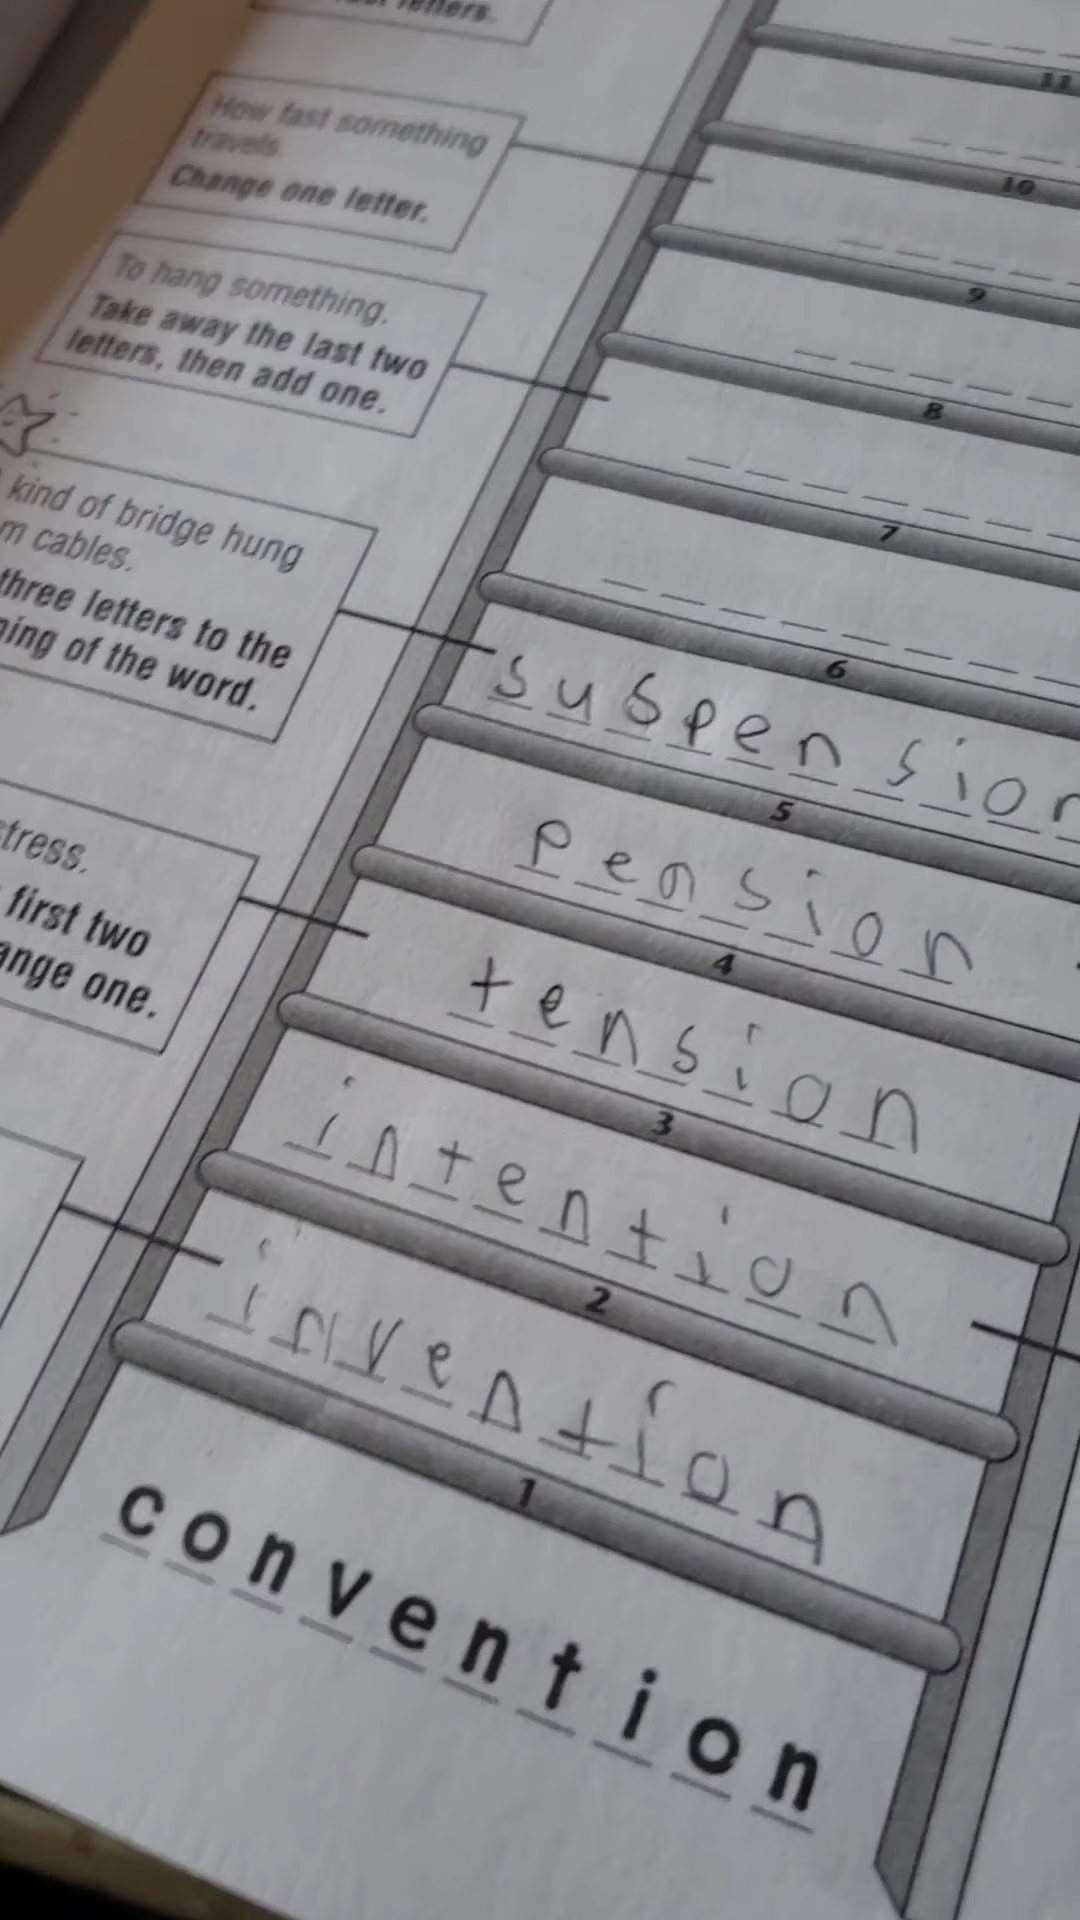 letters.
How fast something
travels.
Change one letter.
To hang something.
Take away the last two
letters, then add one.
kind of bridge hung
m cables.
three letters to the
ning of the word.
stress.
first two
ange one.
11
10
9
8
7
6
suspension
5
pension
4
tension
3
intention
2
invention
1
convention